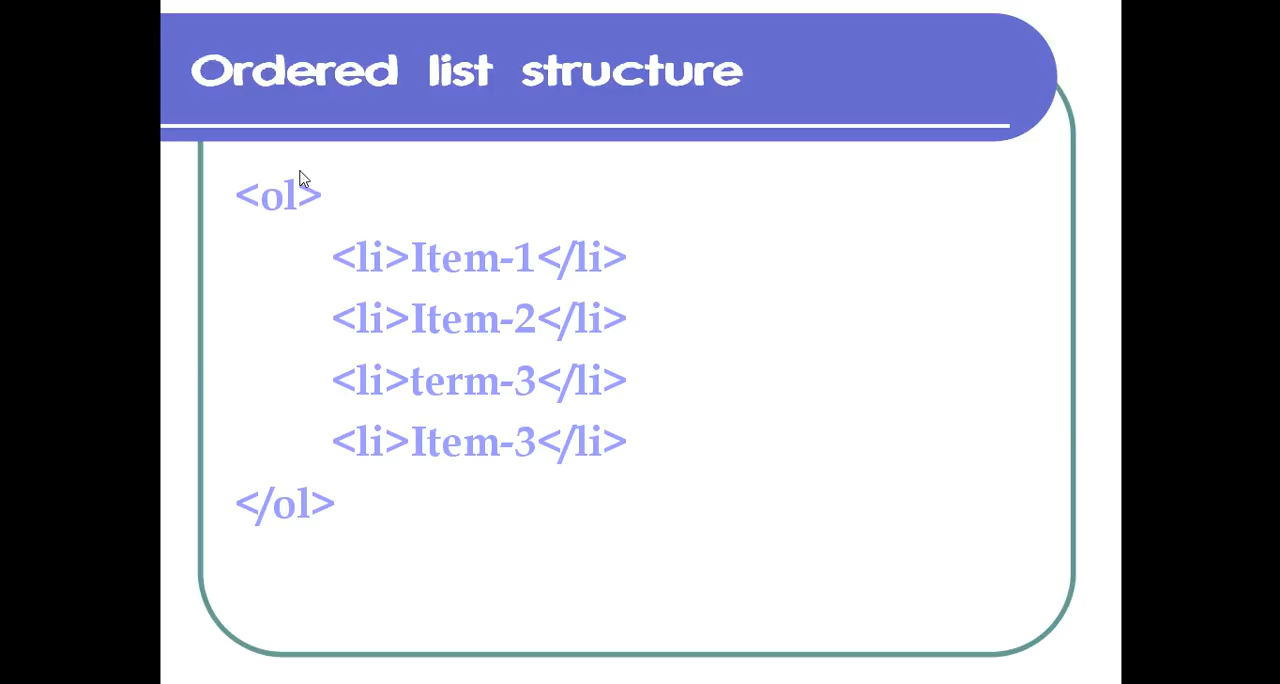 Ordered list structure
<ol>
<li>Item-1</li>
<li>Item-2</li>
<li>term-3</li>
<li>Item-3</li>
</ol>